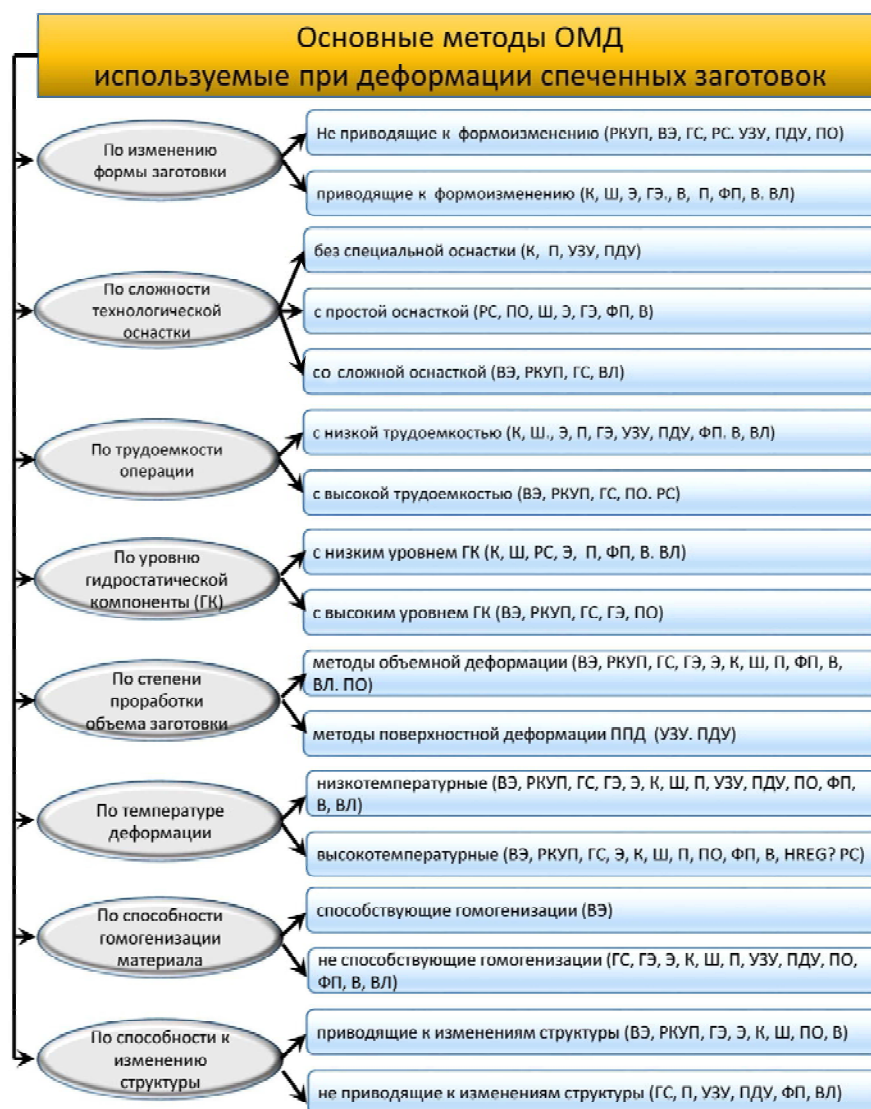 Основные методы ОМД
используемые при деформации спеченных заготовок
По изменению
формы заготовки
Не приводящие к формоизменению (РКУП, ВЭ, ГС, РС. УЗУ, ПДУ, ПО)
приводящие к формоизменению (К, Ш, Э, ГЭ., В, П, ФП, В. ВЛ)
По сложности
технологической
оснастки
без специальной оснастки (К, П, УЗУ, ПДУ)
с простой оснасткой (РС, ПО, Ш, Э, ГЭ, ФП, В)
со сложной оснасткой (ВЭ, РКУП, ГС, ВЛ)
По трудоемкости
операции
с низкой трудоемкостью (К, Ш., Э, П, ГЭ, УЗУ, ПДУ, ФП. В, ВЛ)
с высокой трудоемкостью (ВЭ, РКУП, ГС, ПО. РС)
По уровню
гидростатической
компоненты (ГК)
с низким уровнем ГК (К, Ш, РС, Э, П, ФП, В. ВЛ)
с высоким уровнем ГК (ВЭ, РКУП, ГС, ГЭ, ПО)
По степени
проработки
объема заготовки
методы объемной деформации (ВЭ, РКУП, ГС, ГЭ, Э, К, Ш, П, ФП, В,
ВЛ. ПО)
методы поверхностной деформации ППД (УЗУ. ПДУ)
По температуре
деформации
низкотемпературные (ВЭ, РКУП, ГС, ГЭ, Э, К, Ш, П, УЗУ, ПДУ, ПО, ФП,
В, ВЛ)
высокотемпературные (ВЭ, РКУП, ГС, Э, К, Ш, П, ПО, ФП, В, HREG? РС)
По способности
гомогенизации
материала
способствующие гомогенизации (ВЭ)
не способствующие гомогенизации (ГС, ГЭ, Э, К, Ш, П, УЗУ, ПДУ, ПО,
ФП, В, ВЛ)
По способности к
изменению
структуры
приводящие к изменениям структуры (ВЭ, РКУП, ГЭ, Э, К, Ш, ПО, В)
не приводящие к изменениям структуры (ГС, П, УЗУ, ПДУ, ФП, ВЛ)